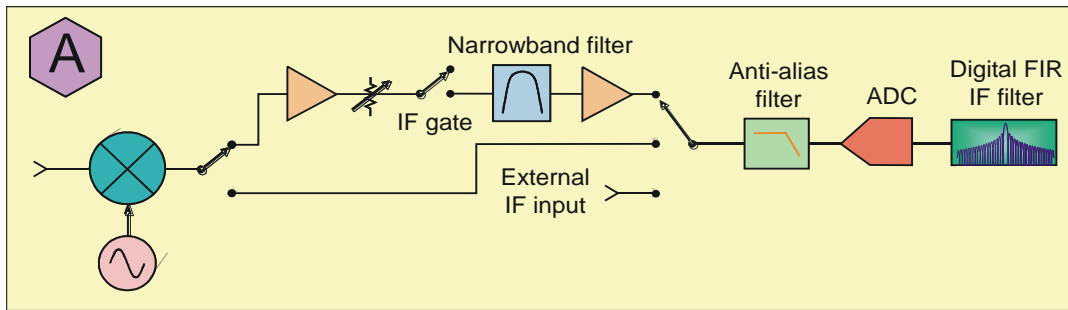 A
Narrowband filter
IF gate
External
IF input
Anti-alias
filter
ADC
Digital FIR
IF filter